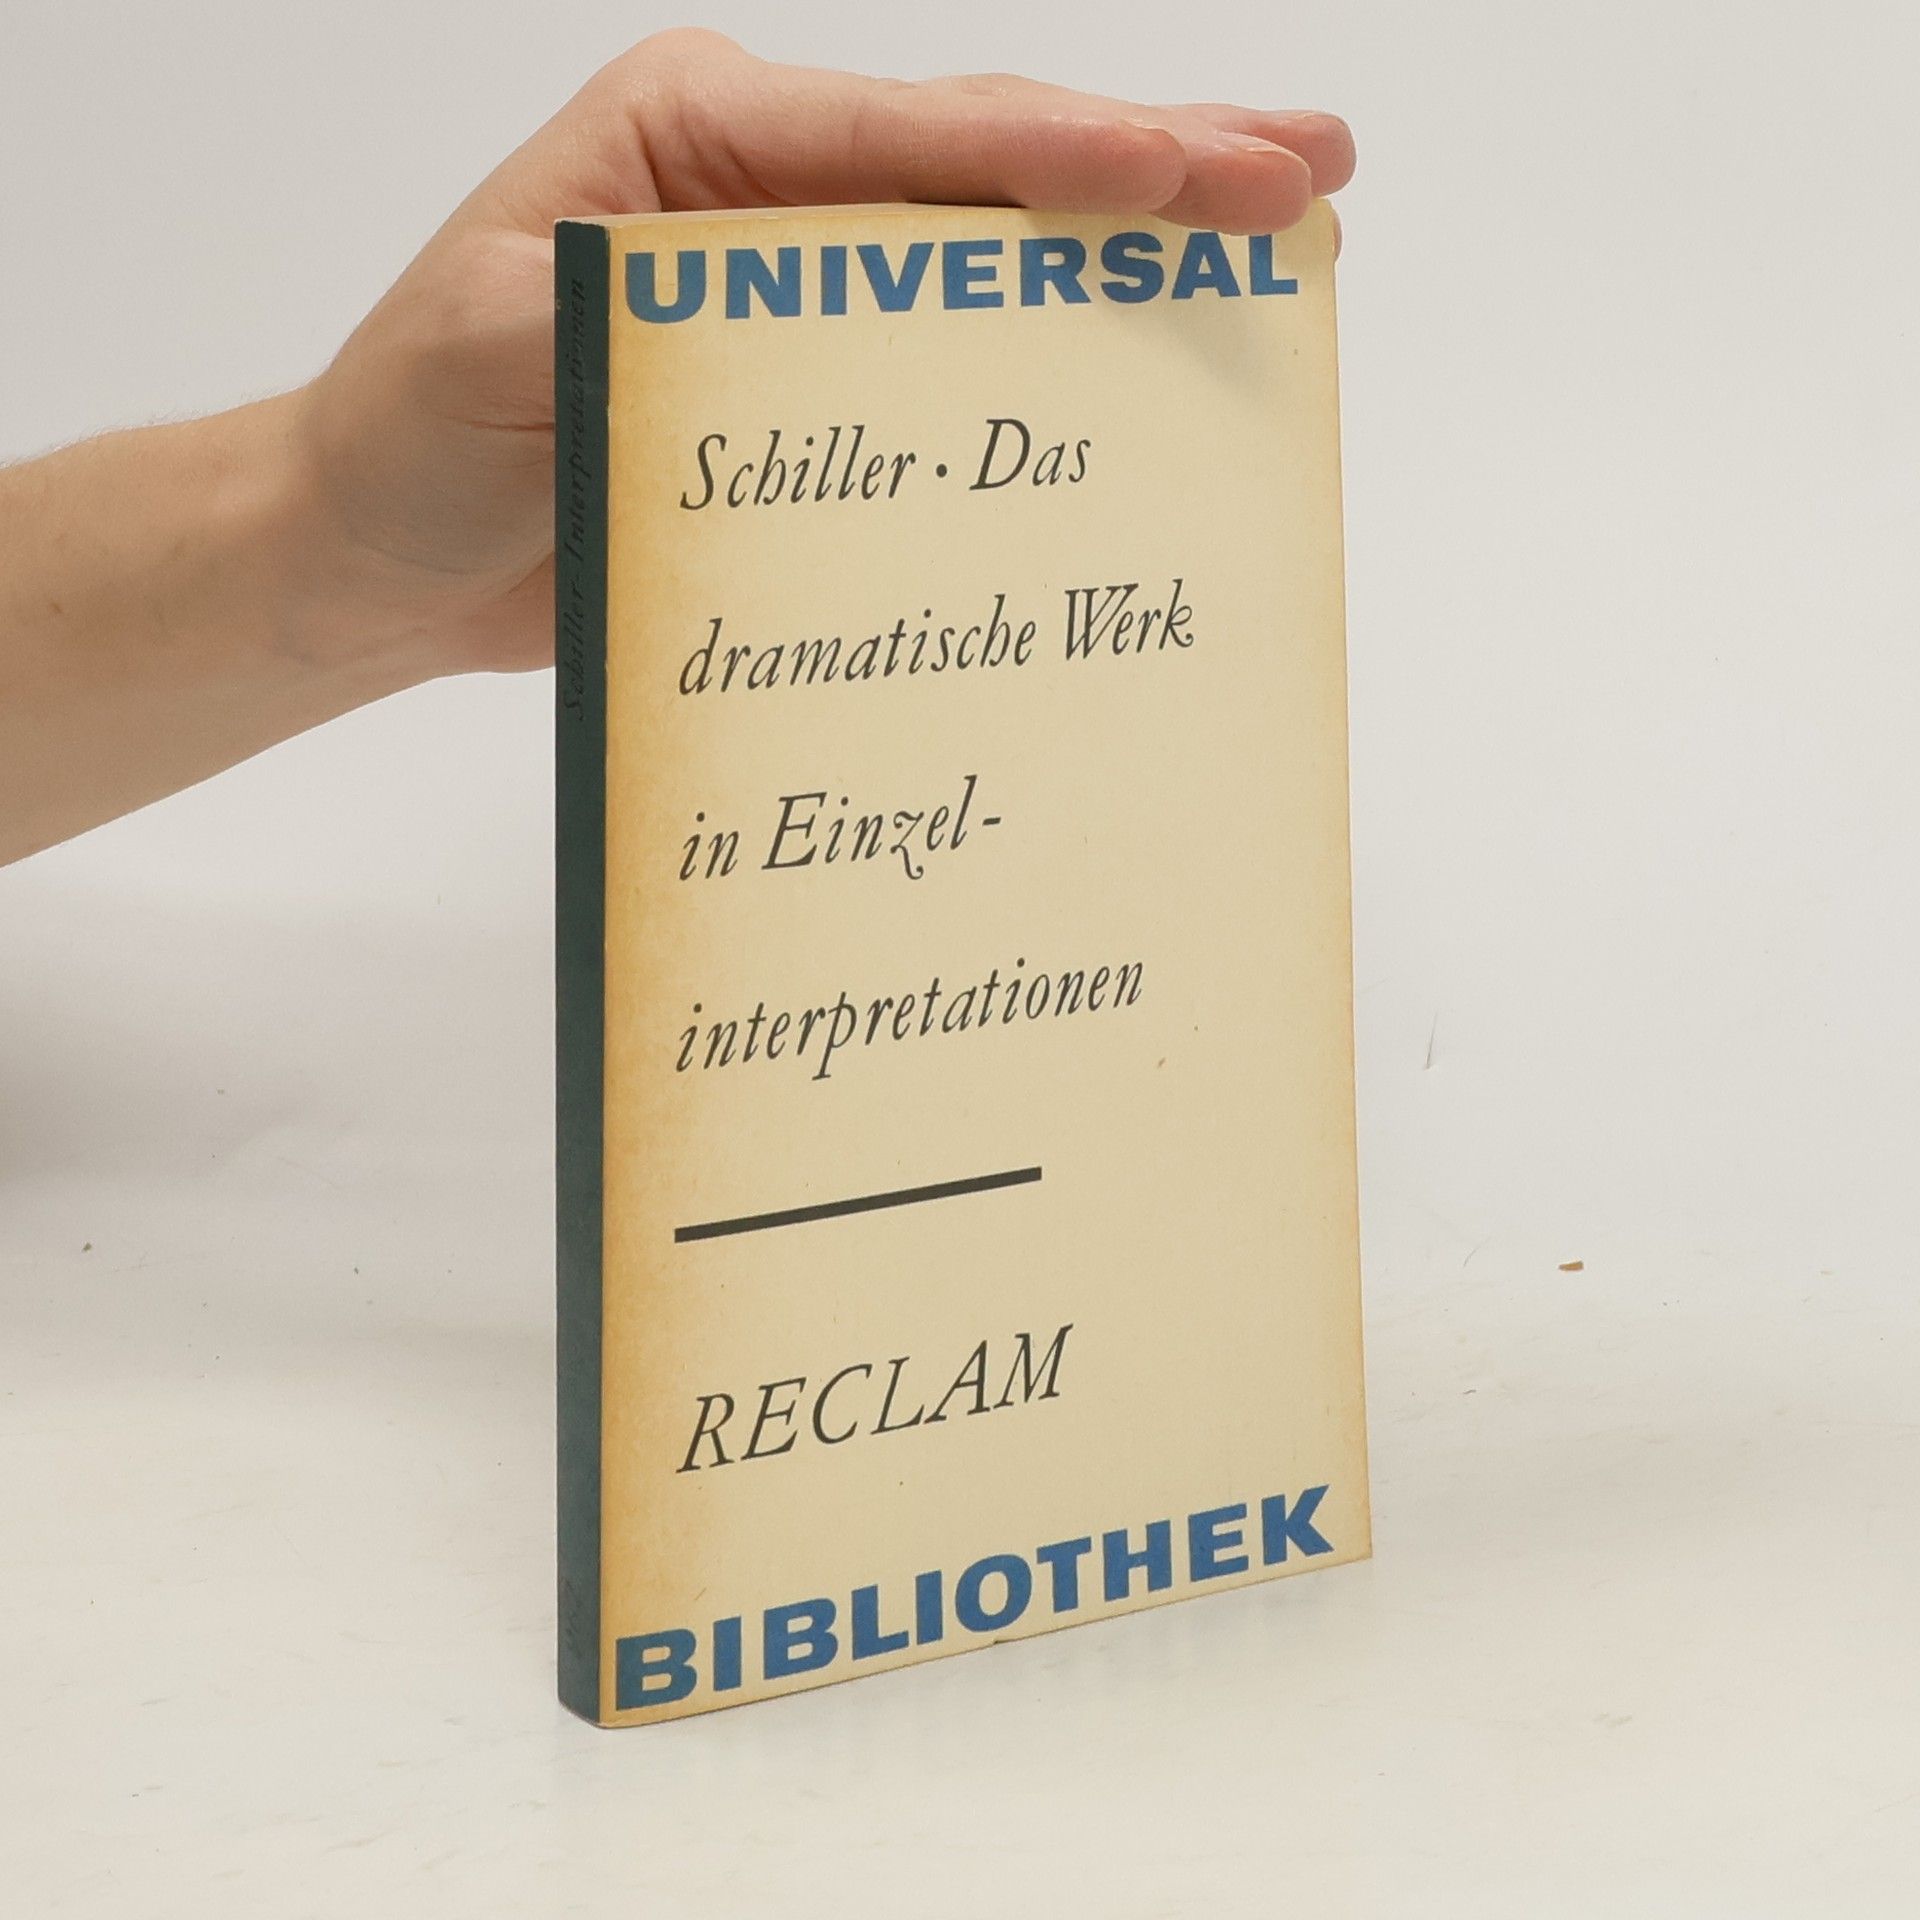 UNIVERSAL
Schiller · Das
dramatische Werk
in Einzel-
interpretationen
RECLAM
BIBLIOTHEK
Schiller-Interpretationen